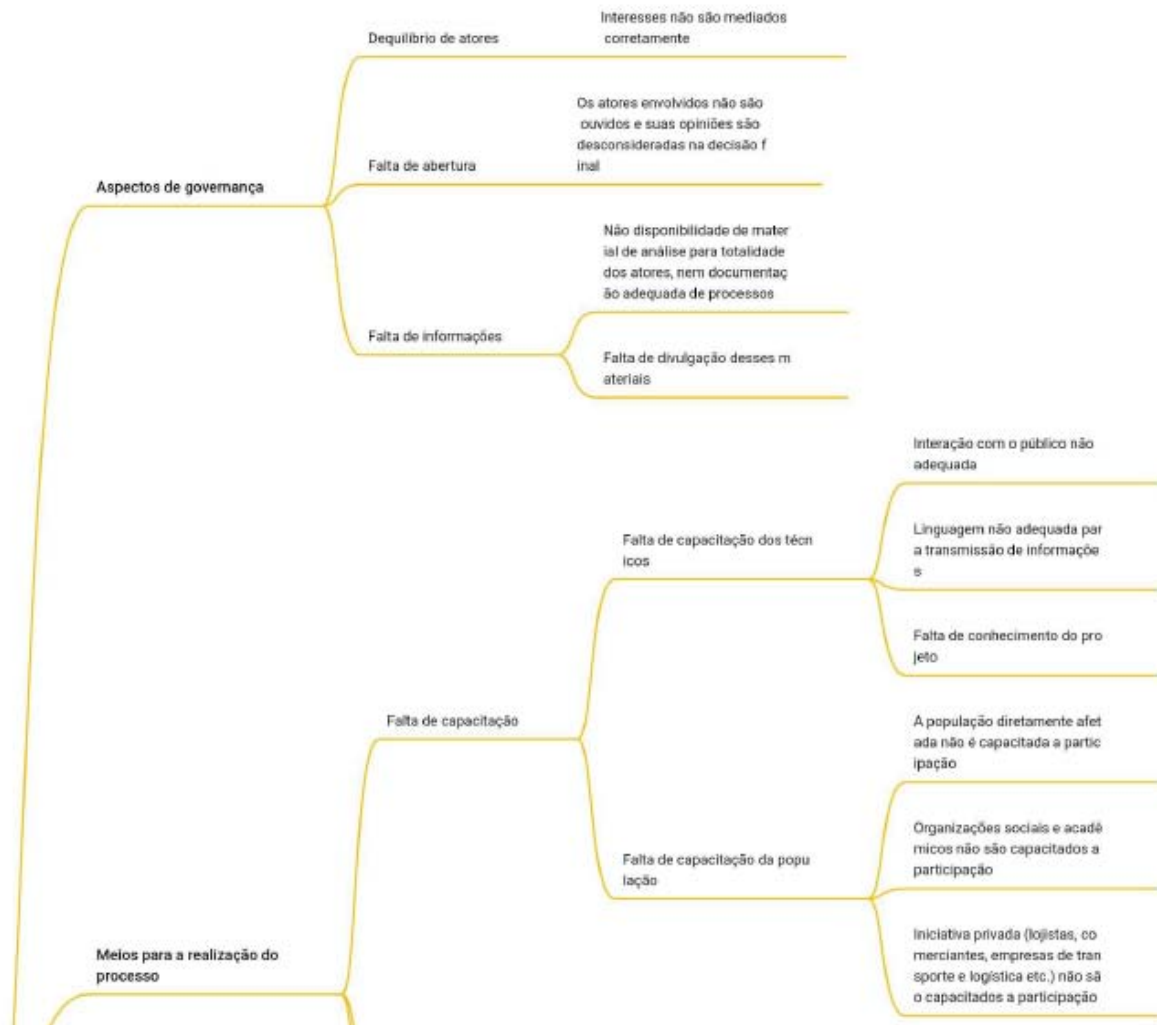 Aspectos de governança
Dequilíbrio de atores
Interesses não são mediados
corretamente
Falta de abertura
Os atores envolvidos não são
ouvidos e suas opiniões são
desconsideradas na decisão f
inal
Falta de informações
Não disponibilidade de mater
ial de análise para totalidade
dos atores, nem documentaç
ão adequada de processos
Falta de divulgação desses m
ateriais
Meios para a realização do
processo
Falta de capacitação
Falta de capacitação dos técn
icos
Interação com o público não
adequada
Linguagem não adequada par
a transmissão de informaçõe
s
Falta de conhecimento do pro
jeto
Falta de capacitação da popu
lação
A população diretamente afet
ada não é capacitada a partic
ipação
Organizações sociais e acadê
micos não são capacitados a
participação
Iniciativa privada (lojistas, co
merciantes, empresas de tran
sporte e logística etc.) não sã
o capacitados a participação